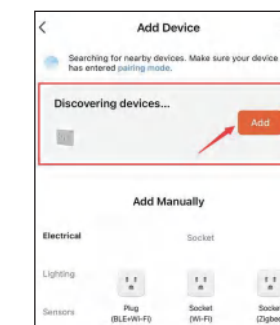 Add Device
Searching for nearby devices. Make sure your device
has entered pairing mode.
Discovering devices...
Add
Add Manually
Electrical
Socket
Lighting
Plug
(BLE+Wi-Fi)
Socket
(Wi-Fi)
Socket
(Zigbee
Sensors